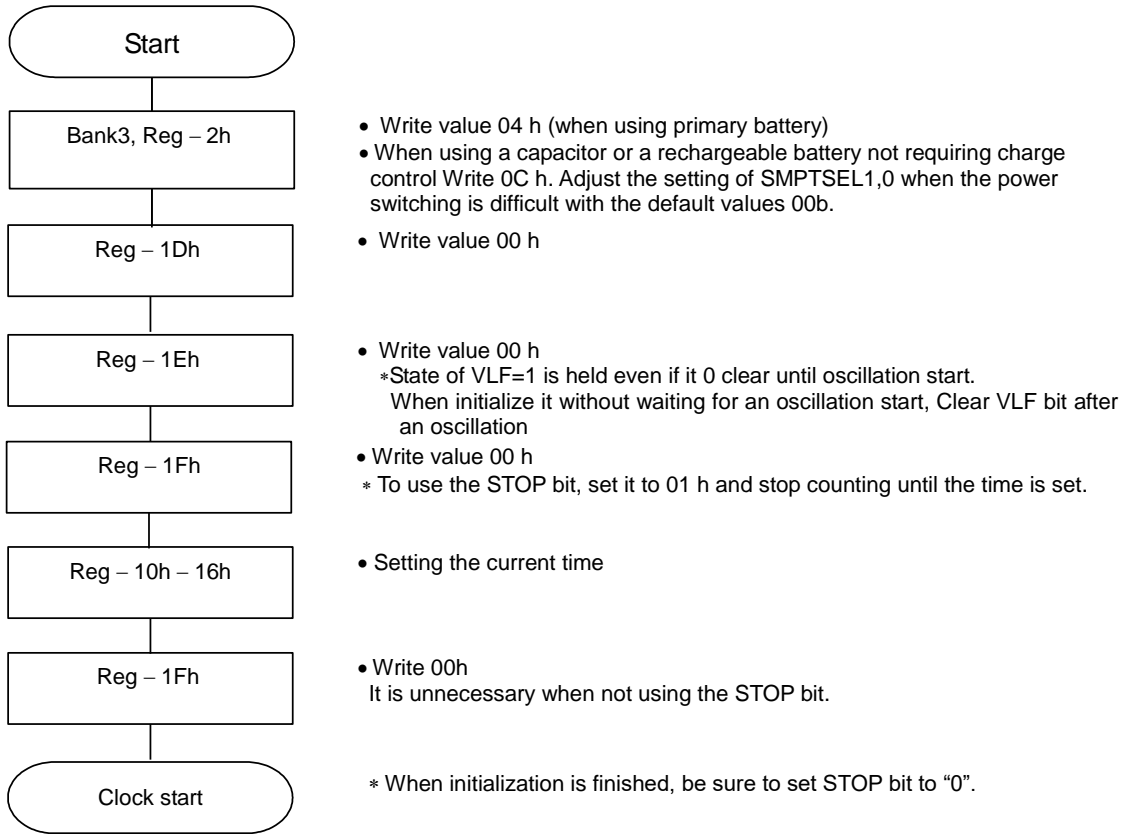 Start
Bank3, Reg – 2h
• Write value 04 h (when using primary battery)
• When using a capacitor or a rechargeable battery not requiring charge
control Write 0C h. Adjust the setting of SMPTSEL1,0 when the power
switching is difficult with the default values 00b.
Reg – 1Dh
• Write value 00 h
Reg – 1Eh
• Write value 00 h
*State of VLF=1 is held even if it 0 clear until oscillation start.
When initialize it without waiting for an oscillation start, Clear VLF bit after
an oscillation
Reg – 1Fh
• Write value 00 h
* To use the STOP bit, set it to 01 h and stop counting until the time is set.
Reg – 10h – 16h
• Setting the current time
Reg – 1Fh
• Write 00h
It is unnecessary when not using the STOP bit.
Clock start
* When initialization is finished, be sure to set STOP bit to “0”.